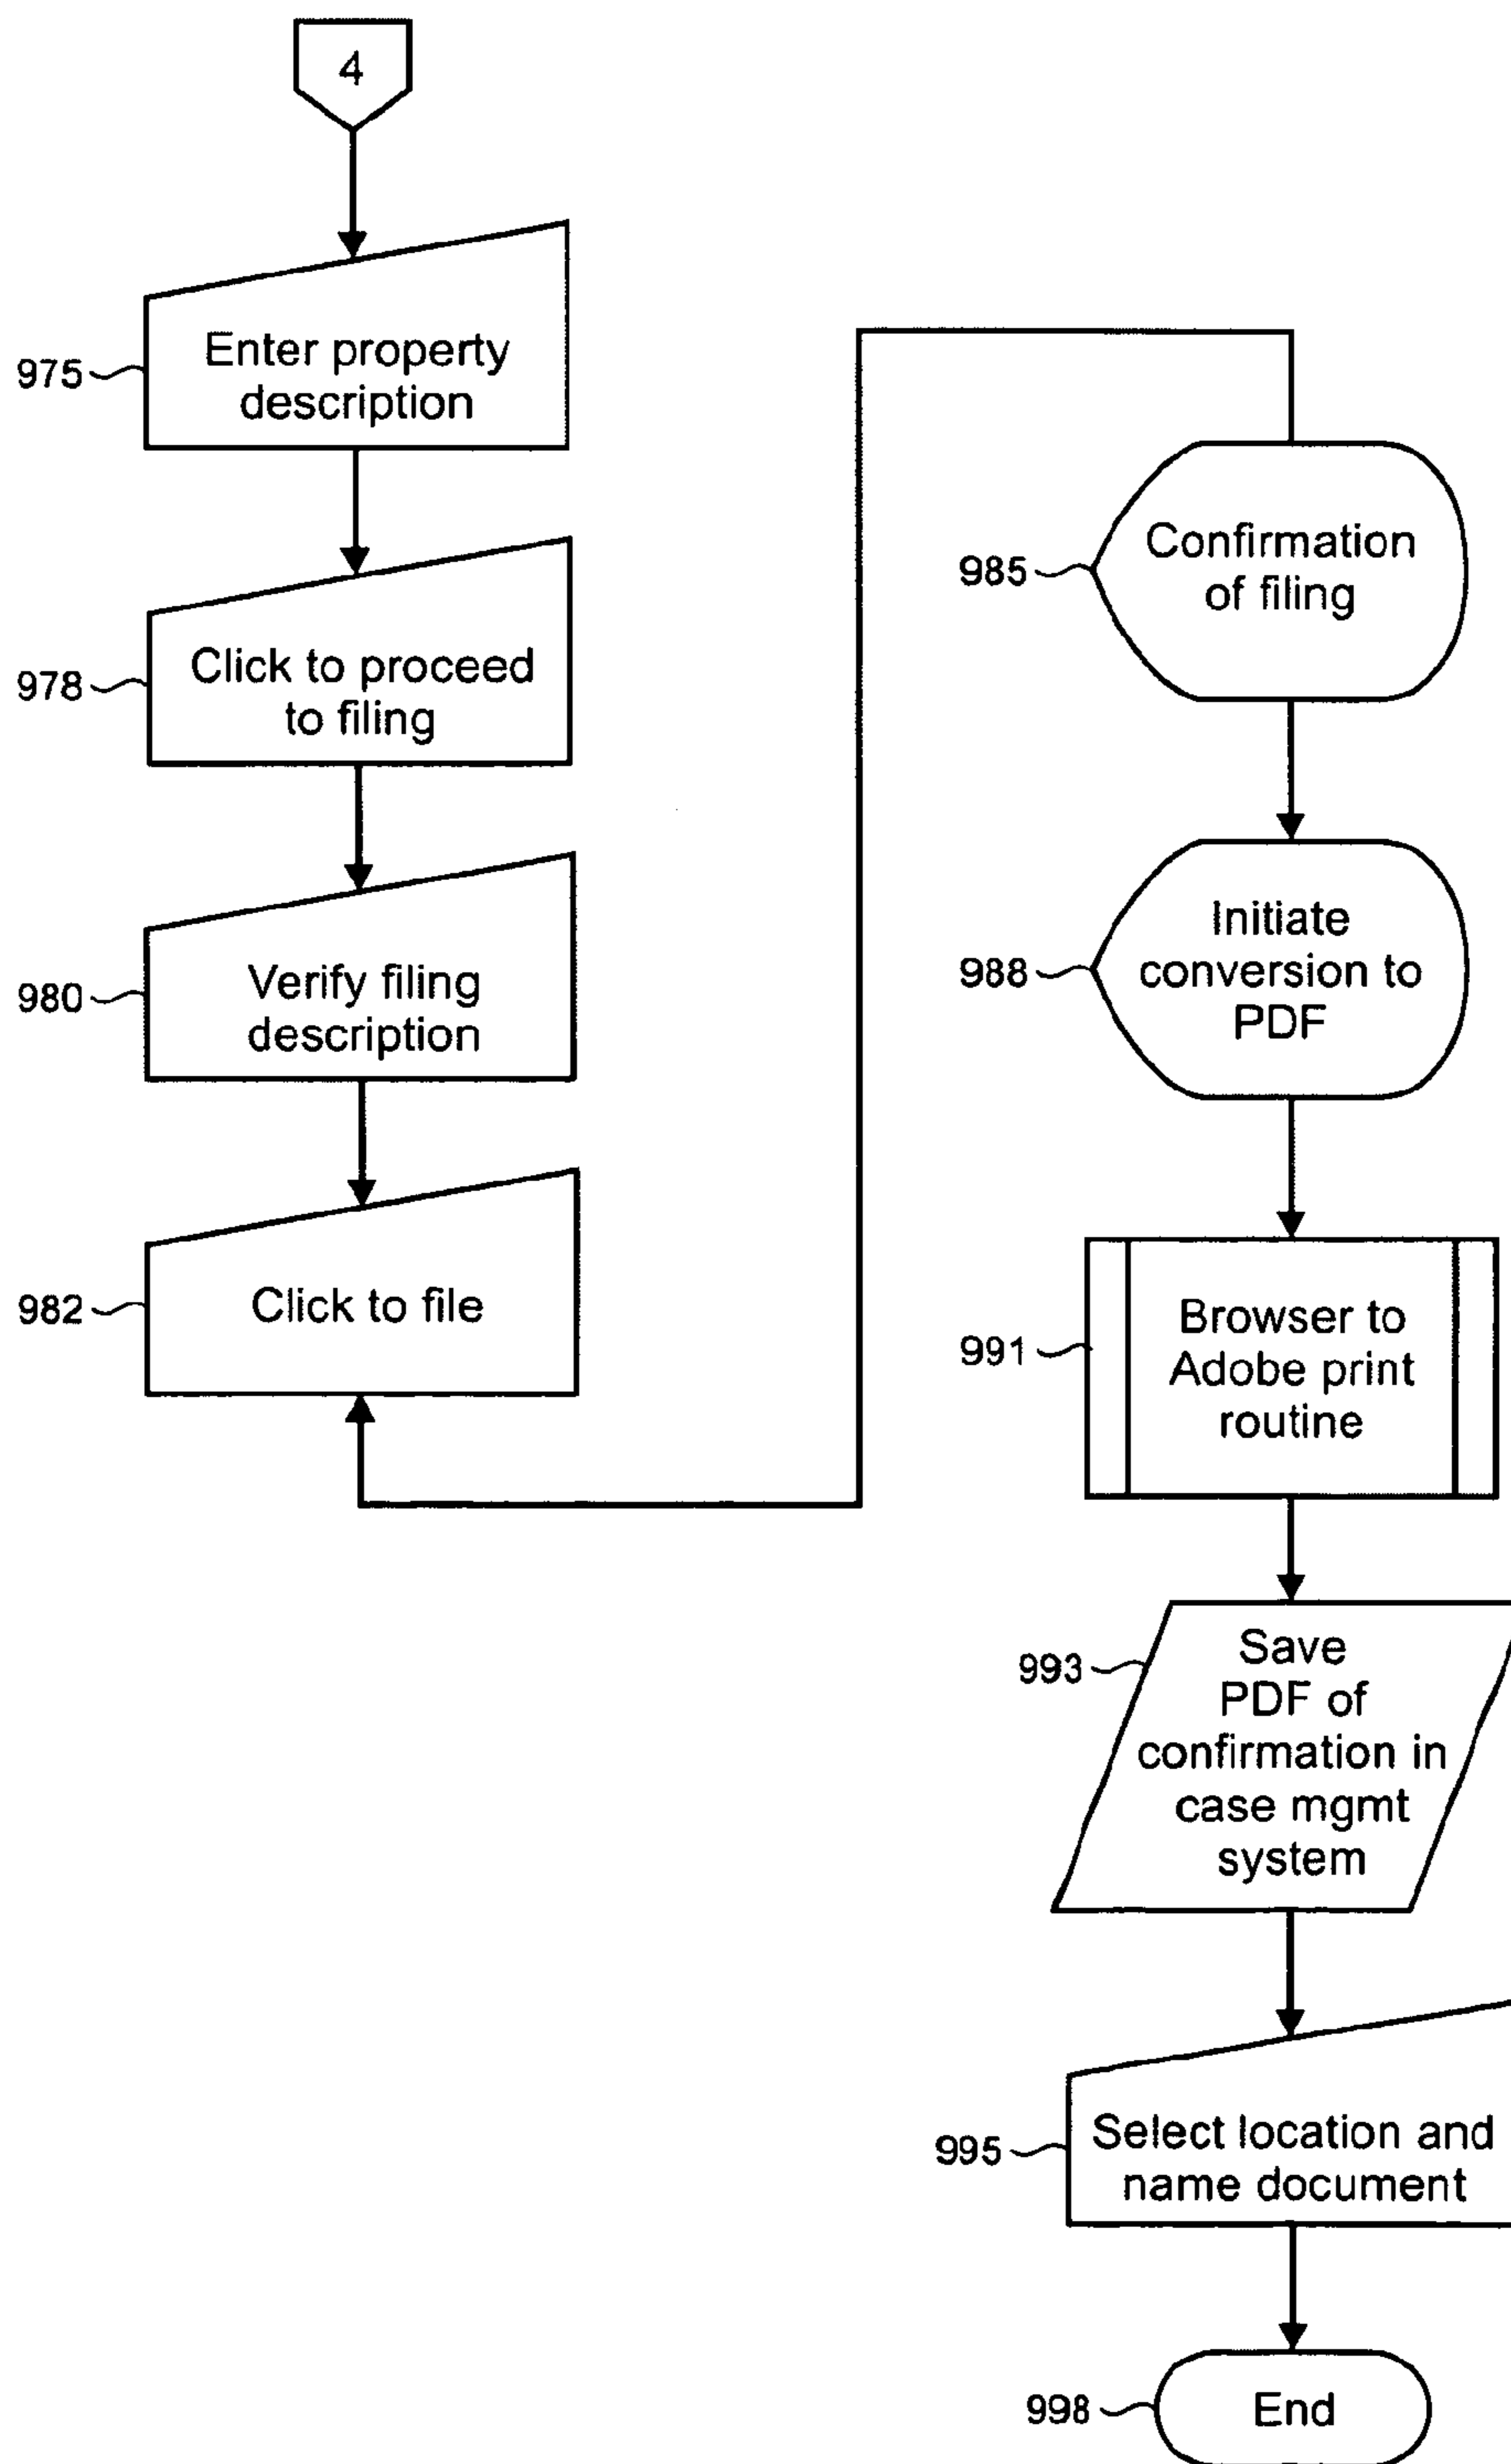 4
975
Enter property
description
978
Click to proceed
to filing
980
Verify filing
description
982
Click to file
985
Confirmation
of filing
988
Initiate
conversion to
PDF
991
Browser to
Adobe print
routine
993
Save
PDF of
confirmation in
case mgmt
system
995
Select location and
name document
998
End